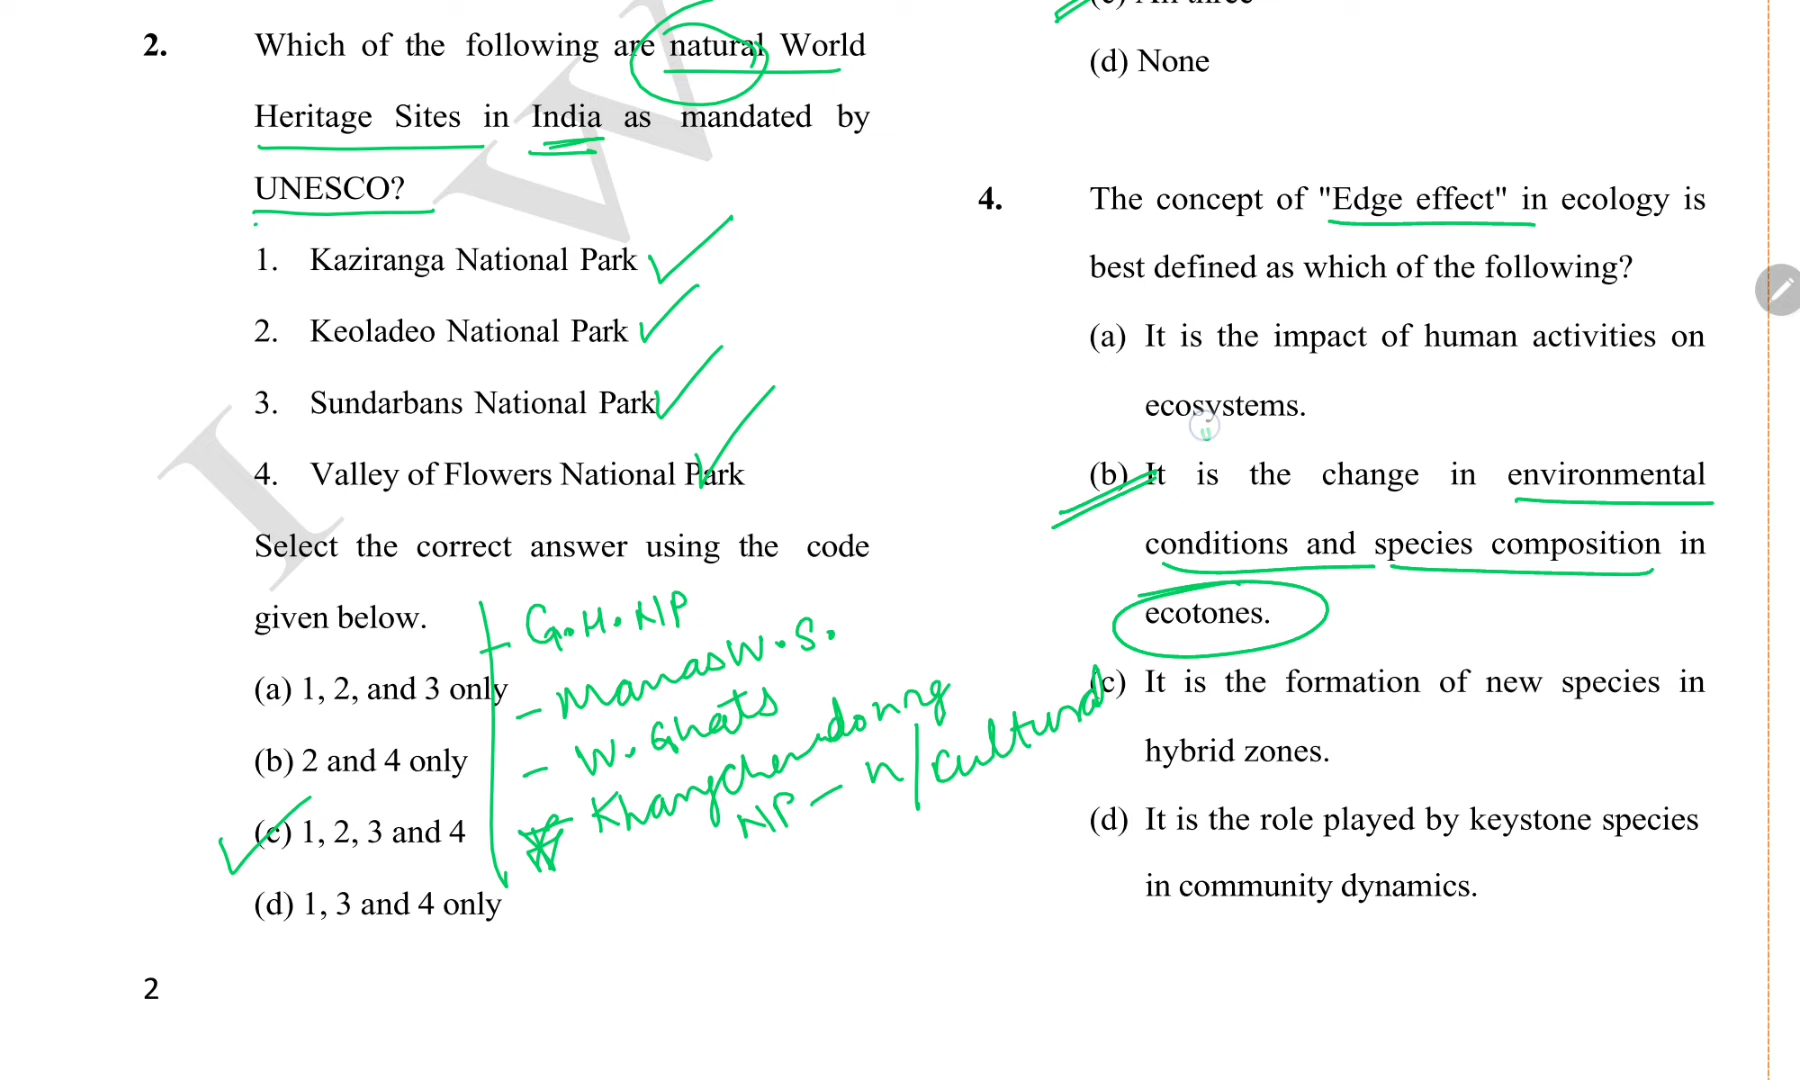 2. Which of the following are natural World
Heritage Sites in India as mandated by
UNESCO?
1. Kaziranga National Park
2. Keoladeo National Park
3. Sundarbans National Park
4. Valley of Flowers National Park
Select the correct answer using the code
given below.
(a) 1, 2, and 3 only
(b) 2 and 4 only
(c) 1, 2, 3 and 4
(d) 1, 3 and 4 only
G.H.NP
- Manas W.S.
- W. Ghats
Khangchendonng
NP - n/cultural
2
(d) None
4. The concept of "Edge effect" in ecology is
best defined as which of the following?
(a) It is the impact of human activities on
ecosystems.
(b) It is the change in environmental
conditions and species composition in
ecotones.
(c) It is the formation of new species in
hybrid zones.
(d) It is the role played by keystone species
in community dynamics.